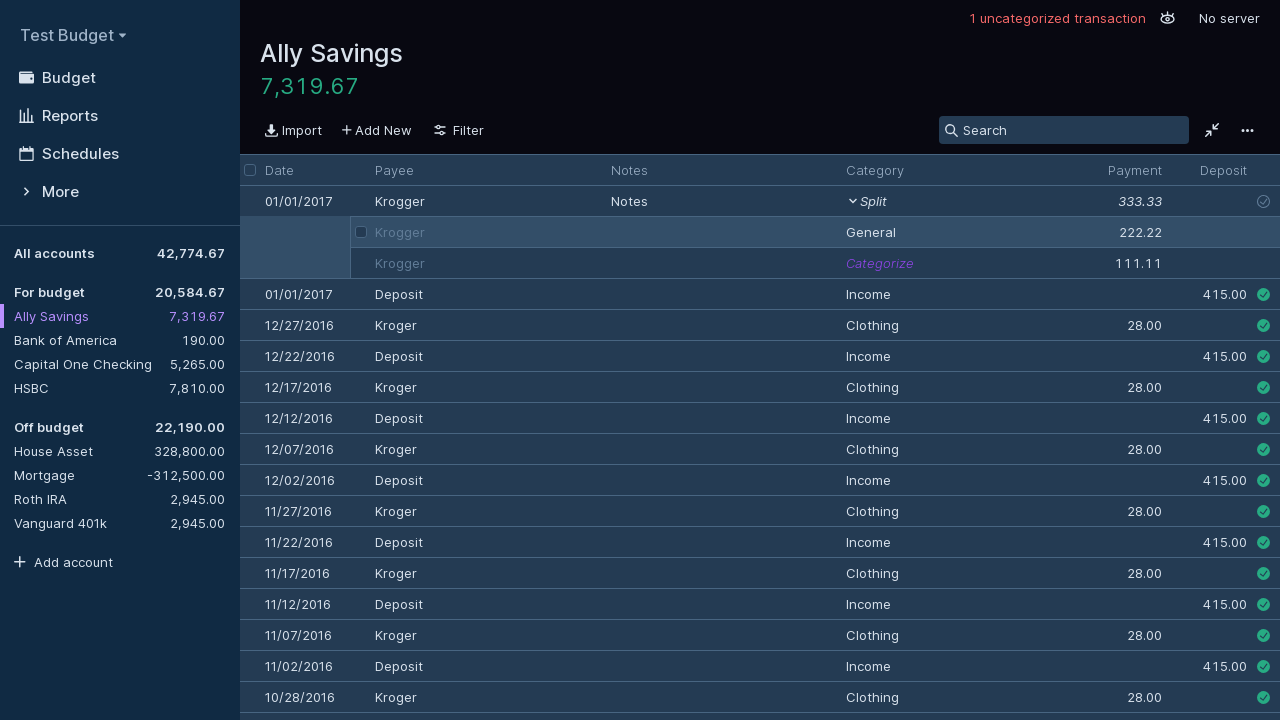 Test Budget
Budget
Reports
Schedules
More
All accounts 42,774.67
For budget 20,584.67
Ally Savings 7,319.67
Bank of America 190.00
Capital One Checking 5,265.00
HSBC 7,810.00
Off budget 22,190.00
House Asset 328,800.00
Mortgage -312,500.00
Roth IRA 2,945.00
Vanguard 401k 2,945.00
Add account
1 uncategorized transaction No server
Ally Savings
7,319.67
Import Add New Filter Search
Date Payee Notes Category Payment Deposit
01/01/2017 Krogger Notes Split 333.33
Krogger General 222.22
Krogger Categorize 111.11
01/01/2017 Deposit Income 415.00
12/27/2016 Kroger Clothing 28.00
12/22/2016 Deposit Income 415.00
12/17/2016 Kroger Clothing 28.00
12/12/2016 Deposit Income 415.00
12/07/2016 Kroger Clothing 28.00
12/02/2016 Deposit Income 415.00
11/27/2016 Kroger Clothing 28.00
11/22/2016 Deposit Income 415.00
11/17/2016 Kroger Clothing 28.00
11/12/2016 Deposit Income 415.00
11/07/2016 Kroger Clothing 28.00
11/02/2016 Deposit Income 415.00
10/28/2016 Kroger Clothing 28.00